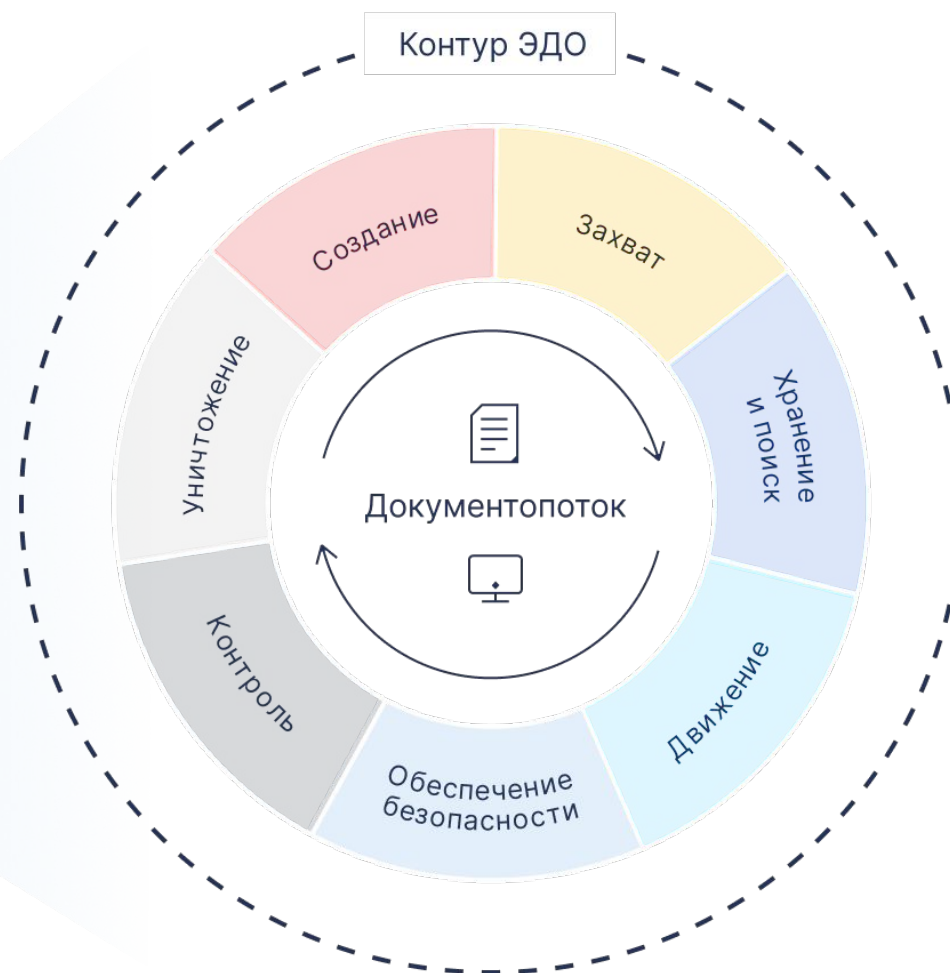 Контур ЭДО
Создание
Захват
Хранение
и поиск
Движение
Обеспечение
безопасности
Контроль
Уничтожение
Документопоток